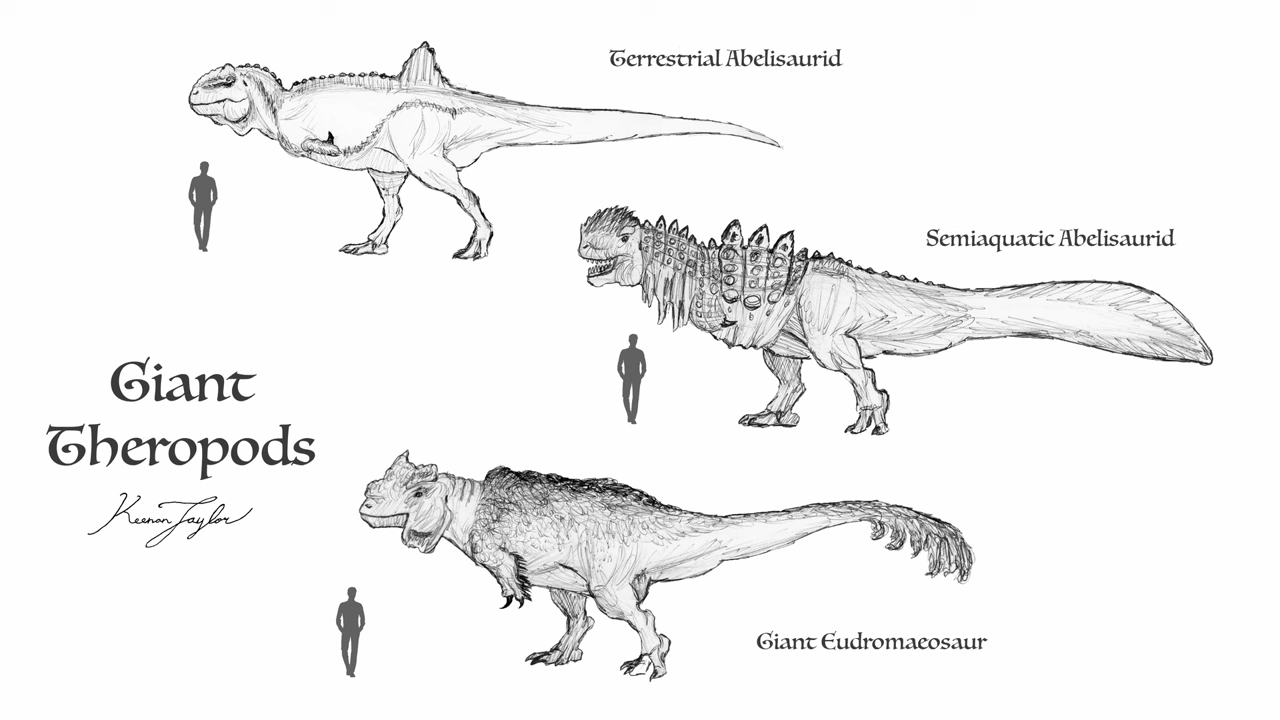 Terrestrial Abelisaurid
Semiaquatic Abelisaurid
Giant
Theropods
Keenan Taylor
Giant Eudromaeosaur